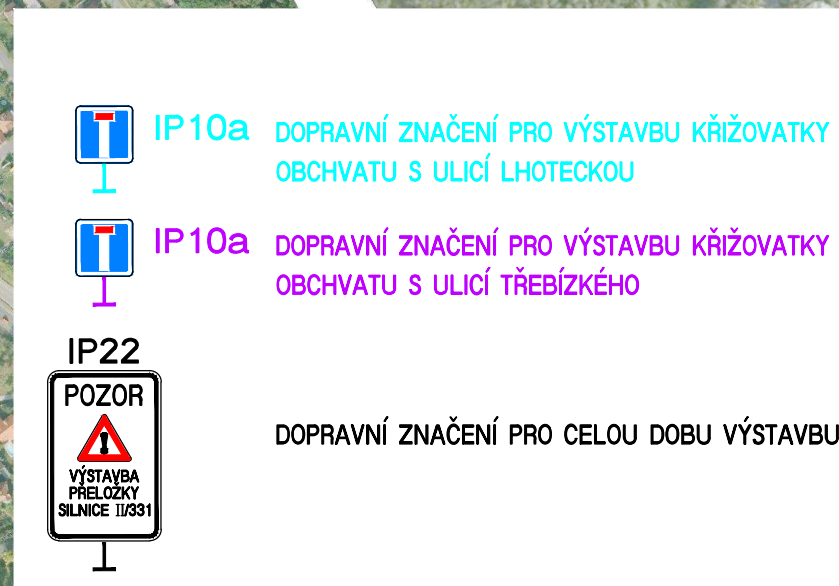 IP10a DOPRAVNÍ ZNAČENÍ PRO VÝSTAVBU KŘIŽOVATKY
OBCHVATU S ULICÍ LHOTECKOU
IP10a DOPRAVNÍ ZNAČENÍ PRO VÝSTAVBU KŘIŽOVATKY
OBCHVATU S ULICÍ TŘEBÍZKÉHO
IP22
POZOR
VÝSTAVBA
PŘELOŽKY
SILNICE II/331
DOPRAVNÍ ZNAČENÍ PRO CELOU DOBU VÝSTAVBU